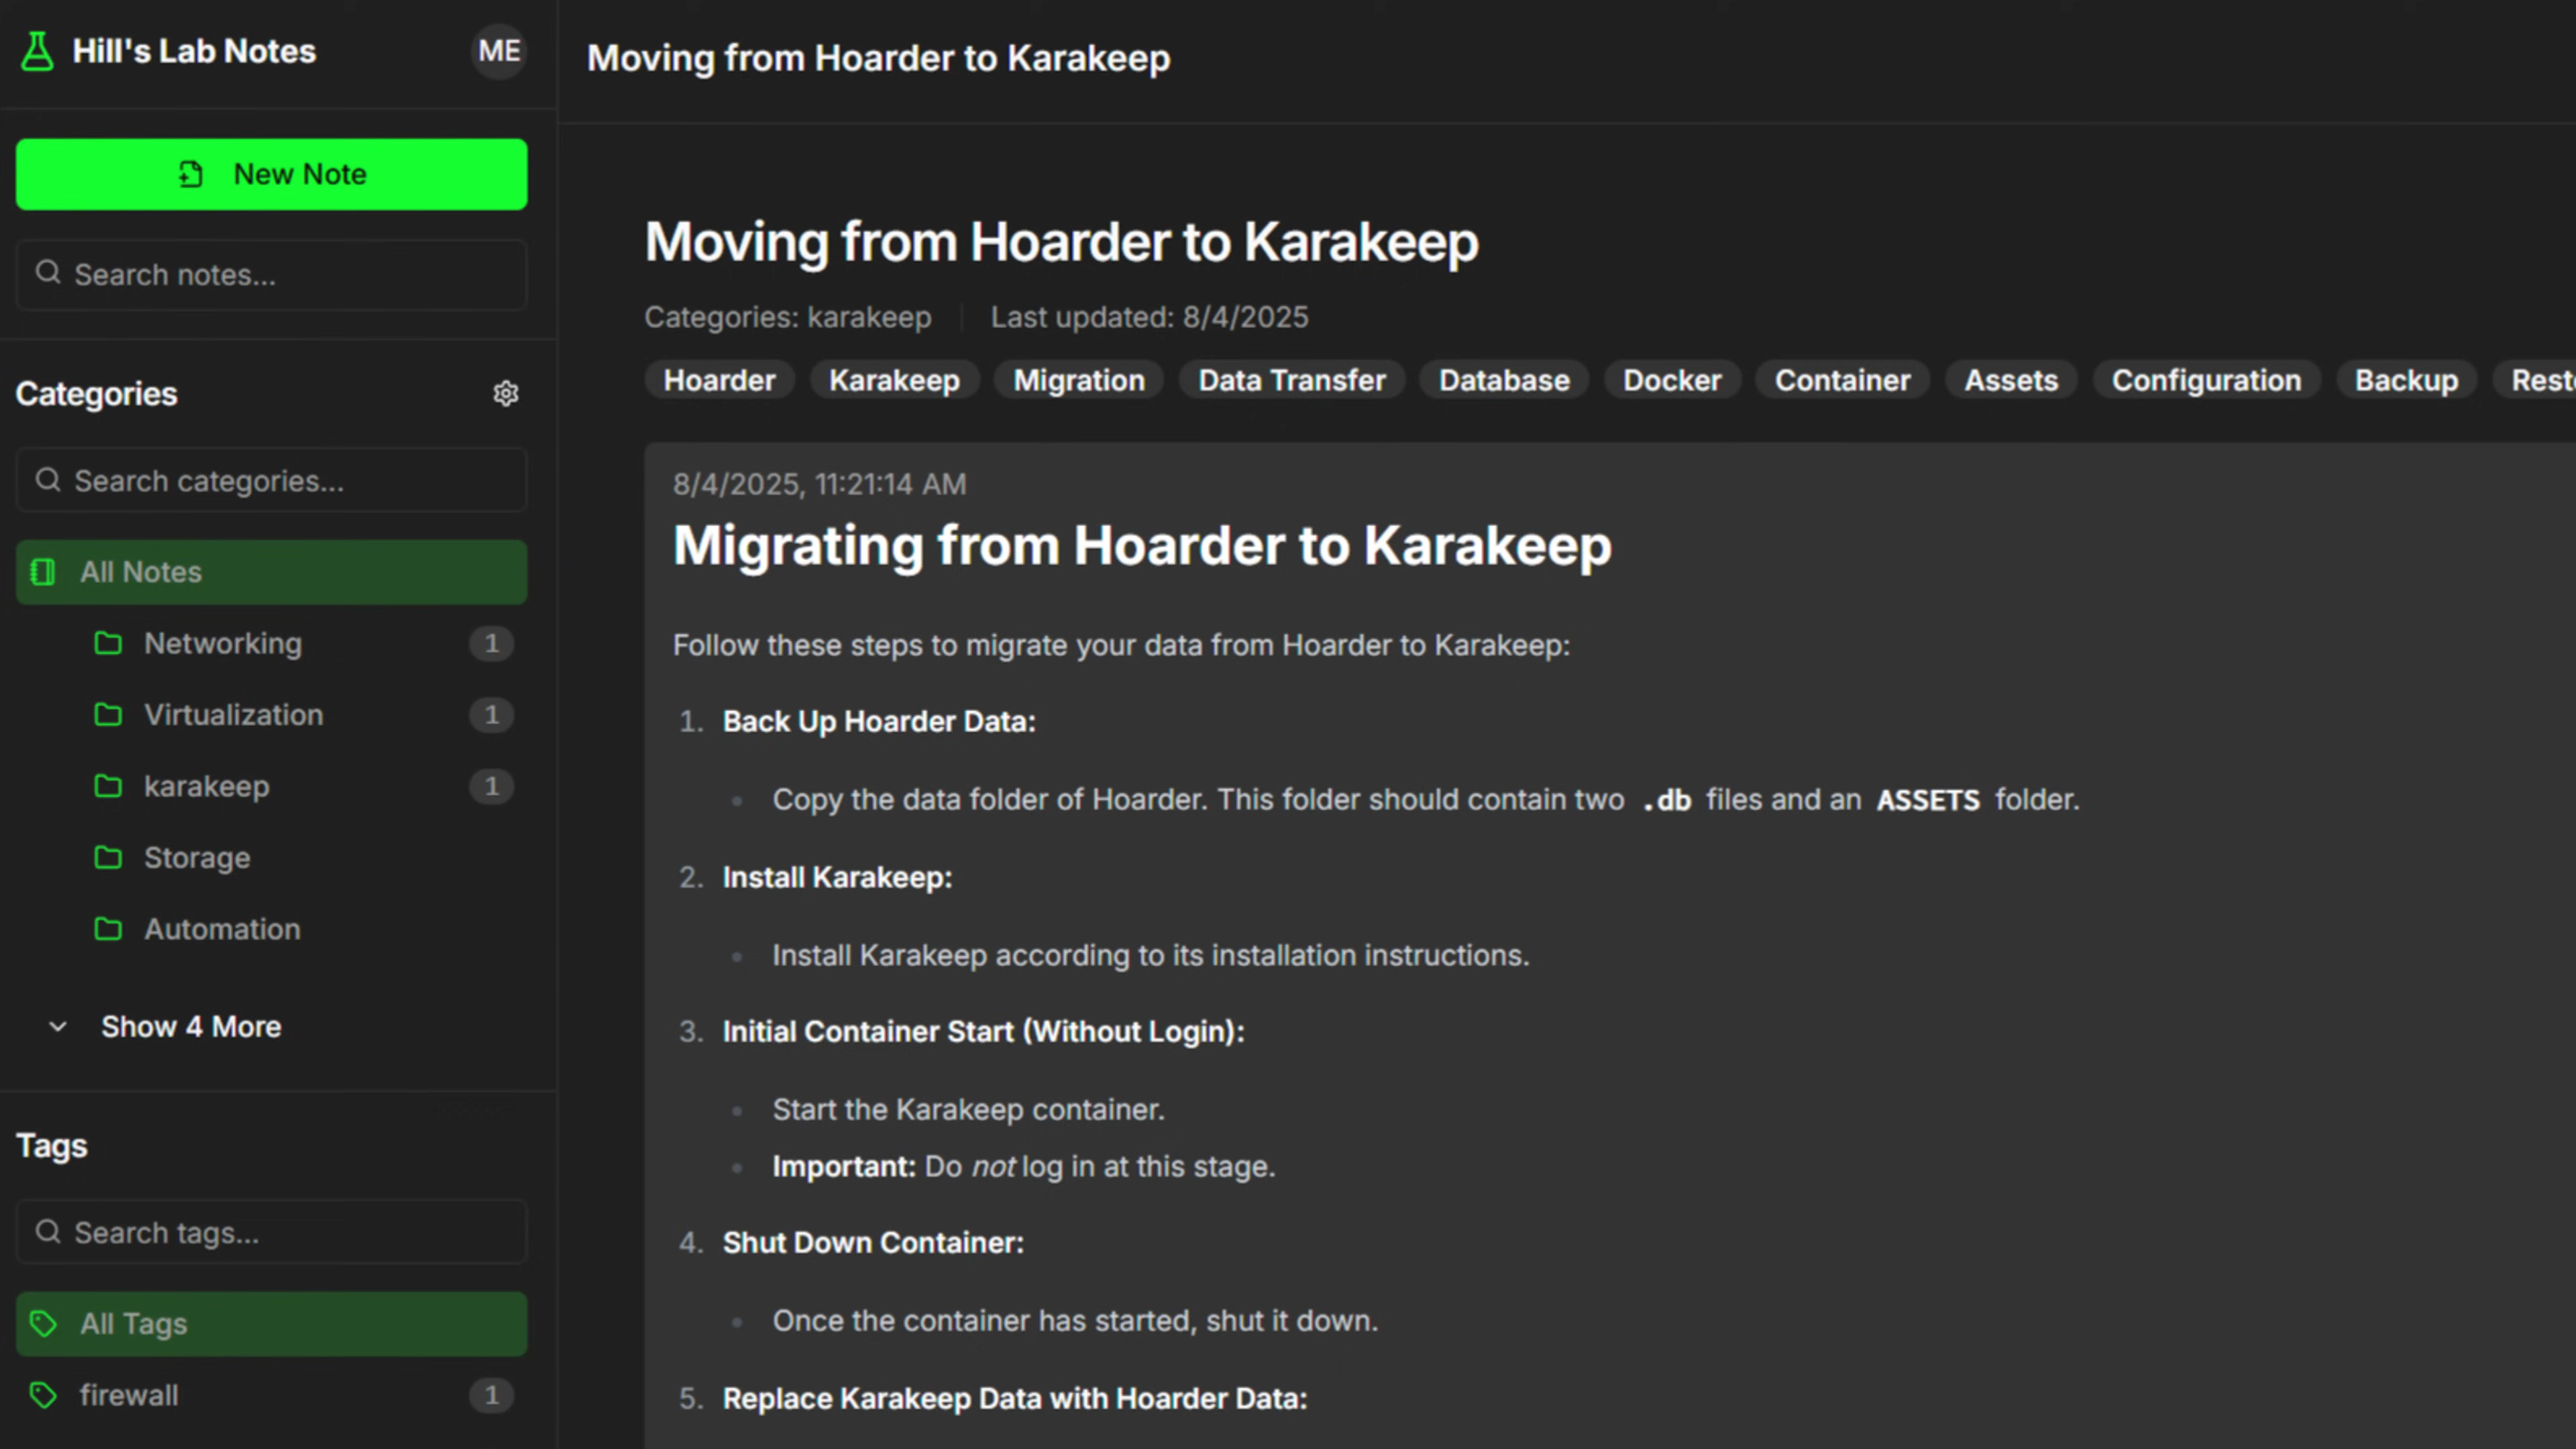 Hill's Lab Notes
ME
New Note
Search notes...
Categories
Search categories...
All Notes
Networking 1
Virtualization 1
karakeep 1
Storage
Automation
Show 4 More
Tags
Search tags...
All Tags
firewall 1
Moving from Hoarder to Karakeep
Moving from Hoarder to Karakeep
Categories: karakeep Last updated: 8/4/2025
Hoarder Karakeep Migration Data Transfer Database Docker Container Assets Configuration Backup
8/4/2025, 11:21:14 AM
Migrating from Hoarder to Karakeep
Follow these steps to migrate your data from Hoarder to Karakeep:
1. Back Up Hoarder Data:
Copy the data folder of Hoarder. This folder should contain two .db files and an ASSETS folder.
2. Install Karakeep:
Install Karakeep according to its installation instructions.
3. Initial Container Start (Without Login):
Start the Karakeep container.
Important: Do not log in at this stage.
4. Shut Down Container:
Once the container has started, shut it down.
5. Replace Karakeep Data with Hoarder Data: